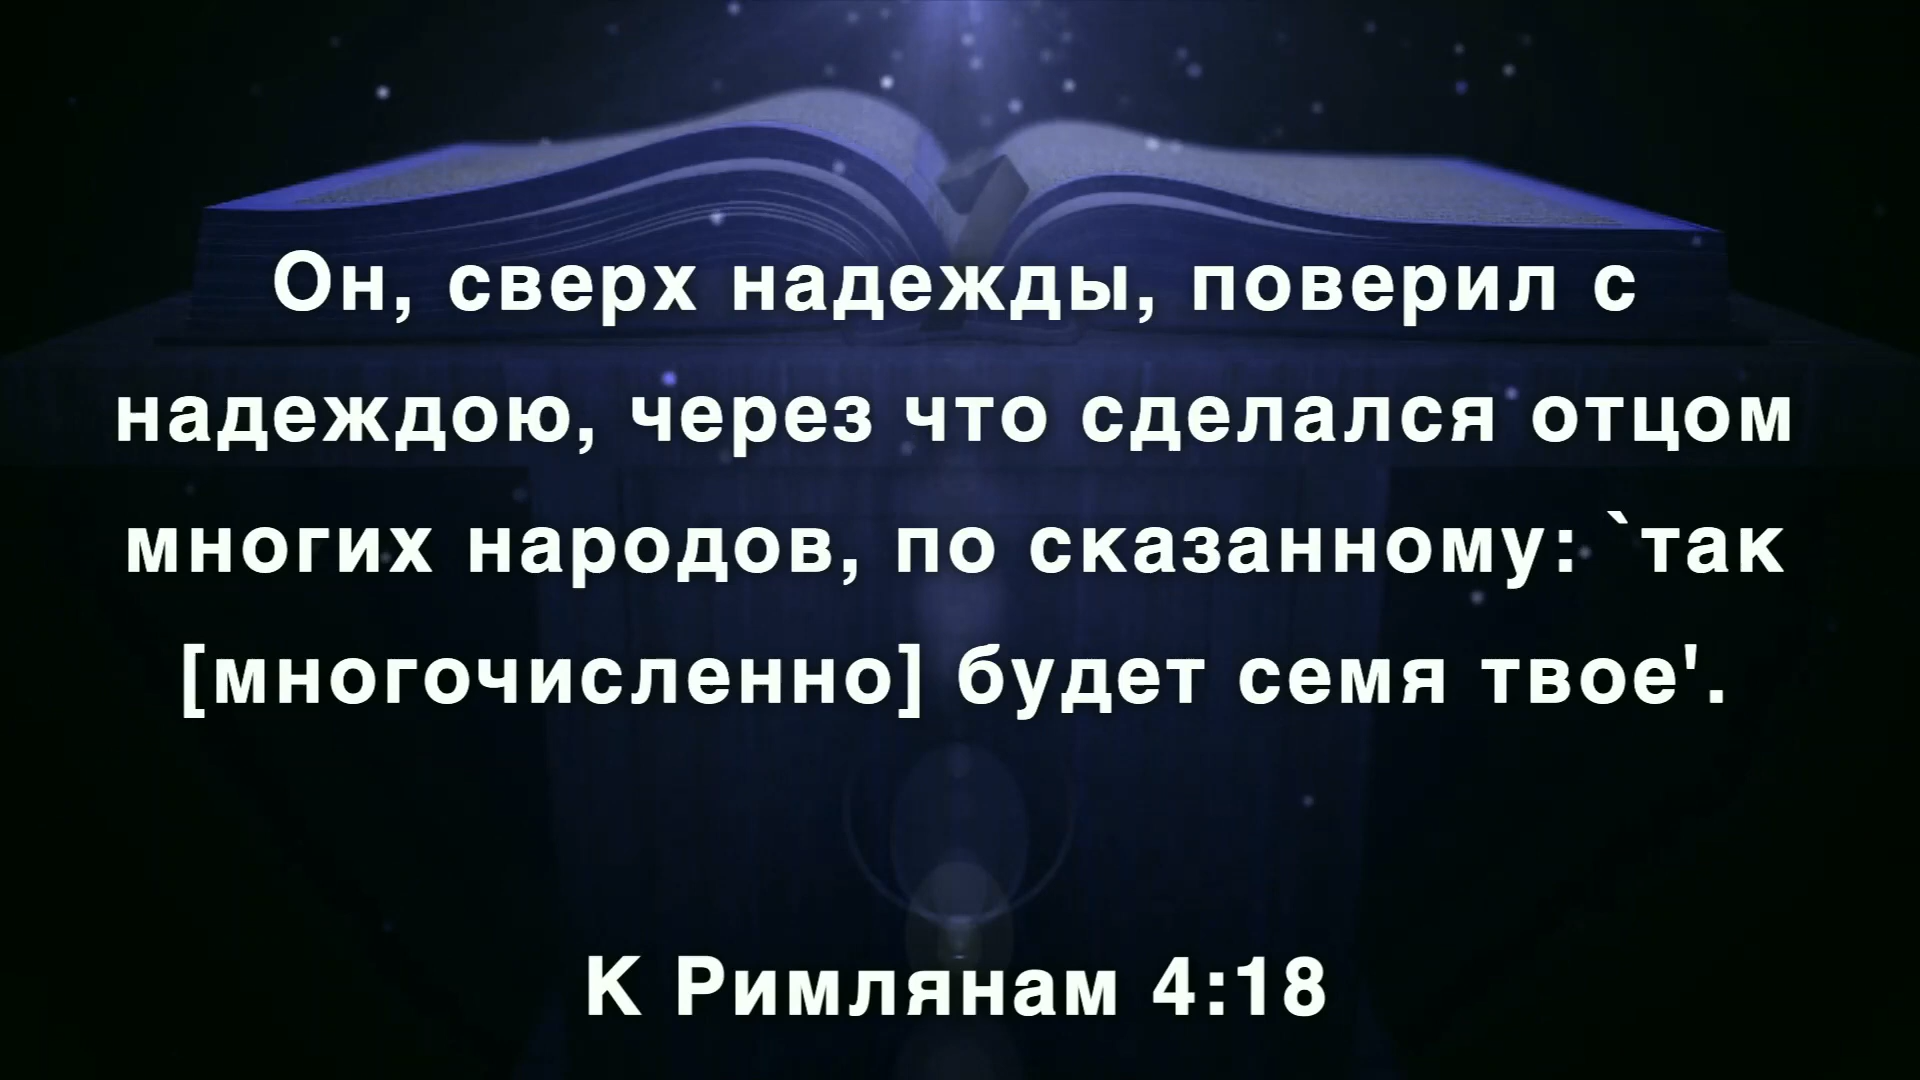 Он, сверх надежды, поверил с
надеждою, через что сделался отцом
многих народов, по сказанному: `так
[многочисленно] будет семя твое'.
К Римлянам 4:18